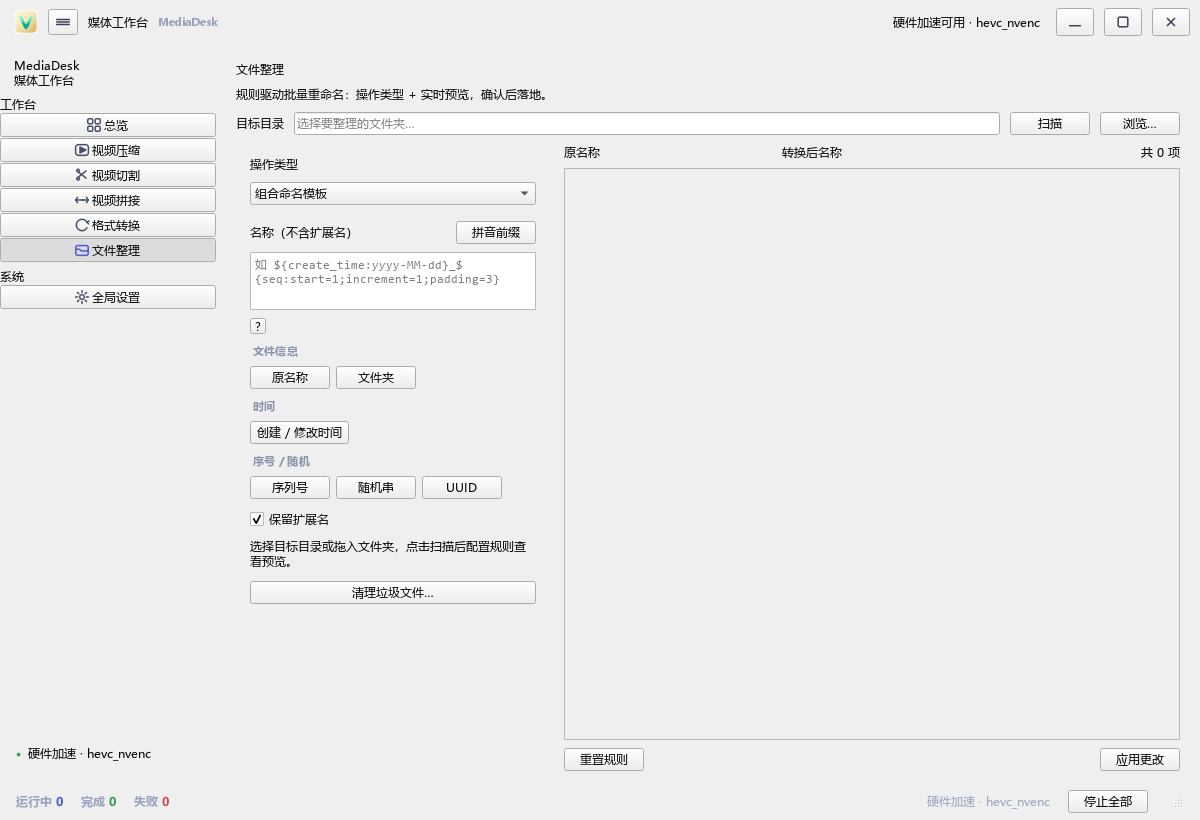 媒体工作台 MediaDesk
硬件加速可用 · hevc_nvenc
MediaDesk
媒体工作台
工作台
总览
视频压缩
视频切割
视频拼接
格式转换
文件整理
系统
全局设置
• 硬件加速 · hevc_nvenc
文件整理
规则驱动批量重命名：操作类型 + 实时预览，确认后落地。
目标目录 选择要整理的文件夹... 扫描 浏览...
操作类型
组合命名模板
名称（不含扩展名） 拼音前缀
如 ${create_time:yyyy-MM-dd}_$
{seq:start=1;increment=1;padding=3}
?
文件信息
原名称 文件夹
时间
创建 / 修改时间
序号 / 随机
序列号 随机串 UUID
保留扩展名
选择目标目录或拖入文件夹，点击扫描后配置规则查
看预览。
清理垃圾文件...
原名称 转换后名称 共 0 项
重置规则 应用更改
运行中 0 完成 0 失败 0
硬件加速 · hevc_nvenc 停止全部